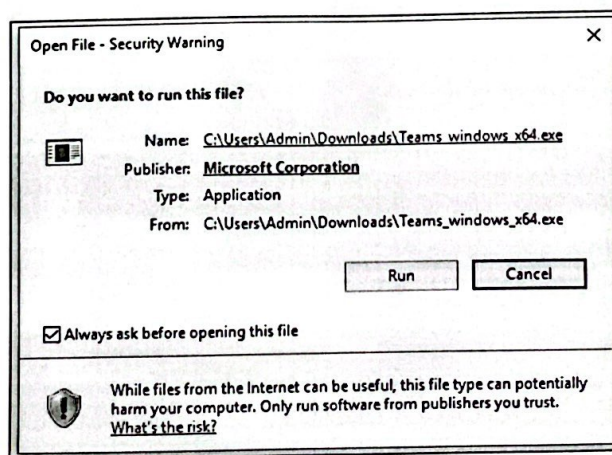 Open File - Security Warning
Do you want to run this file?
Name: C:\Users\Admin\Downloads\Teams_windows_x64.exe
Publisher: Microsoft Corporation
Type: Application
From: C:\Users\Admin\Downloads\Teams_windows_x64.exe
Run Cancel
Always ask before opening this file
While files from the Internet can be useful, this file type can potentially
harm your computer. Only run software from publishers you trust.
What's the risk?